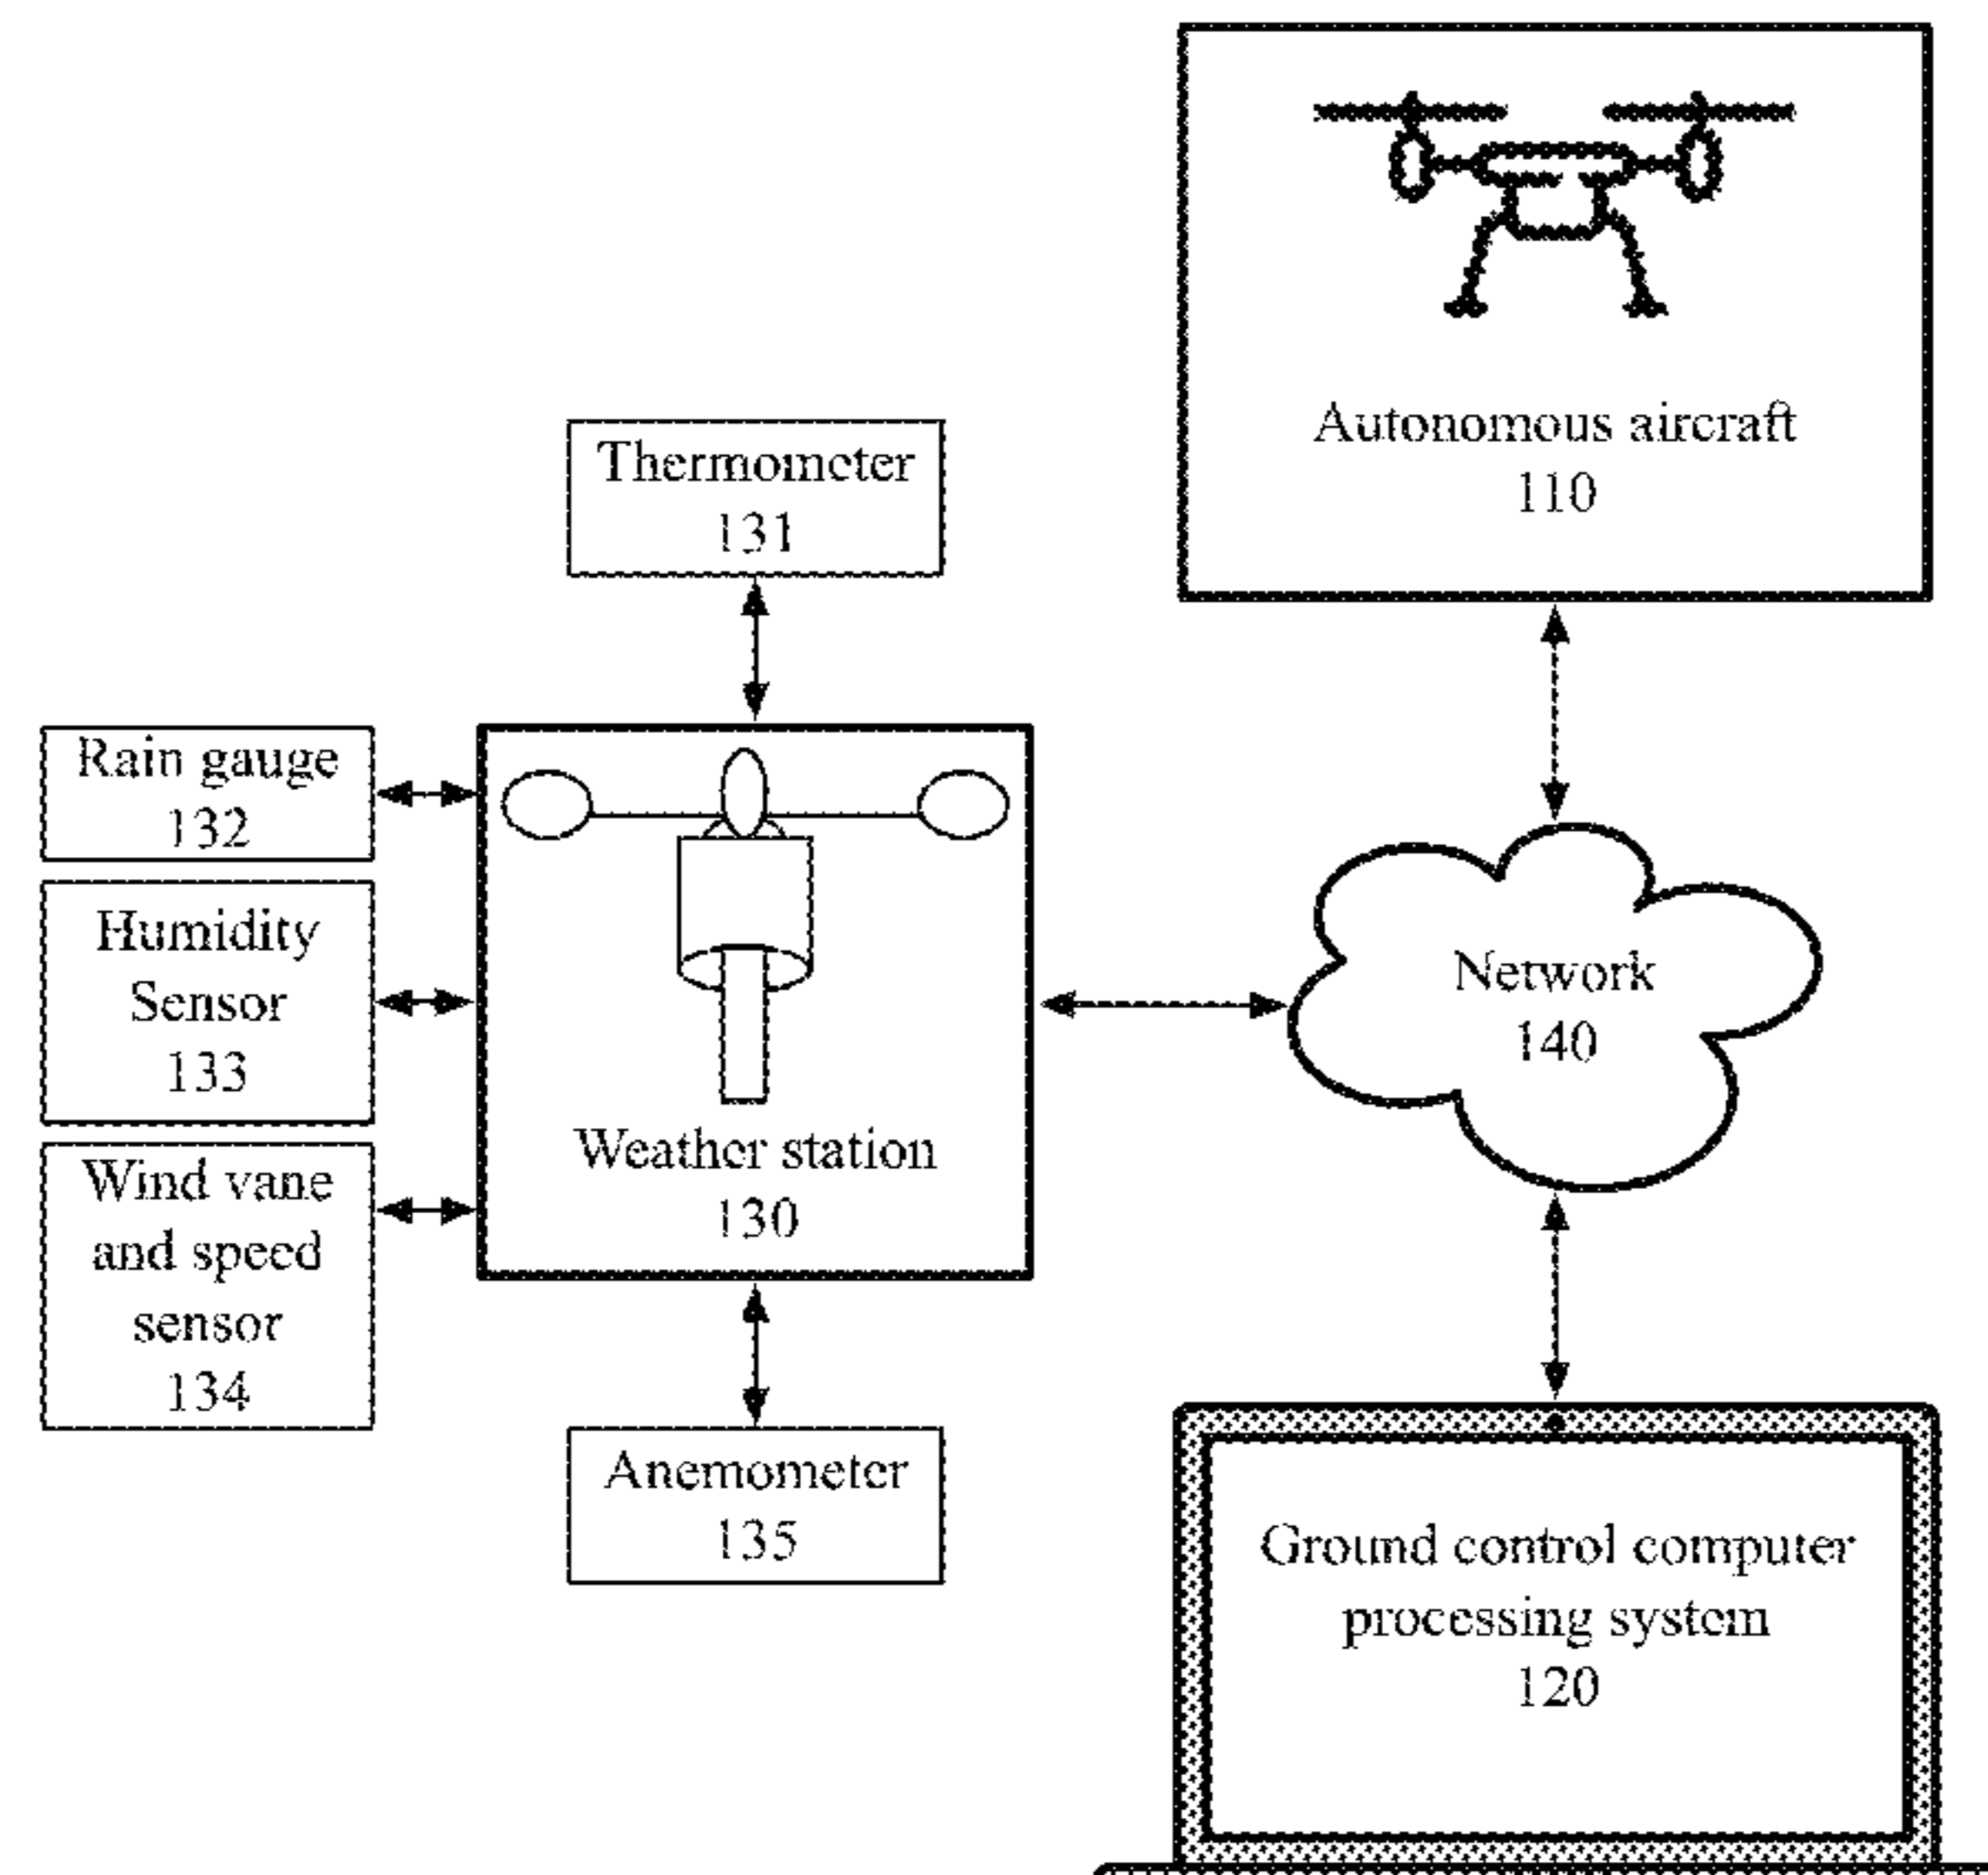 Autonomous aircraft
110
Thermometer
131
Rain gauge
132
Humidity
Sensor
133
Wind vane
and speed
sensor
134
Weather station
130
Network
140
Anemometer
135
Ground control computer
processing system
120